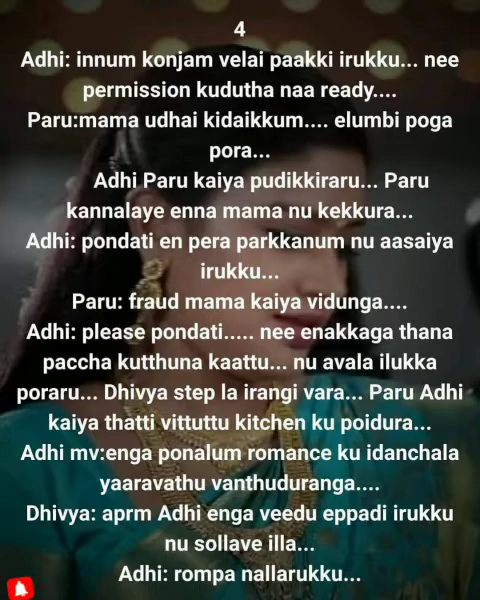 4
Adhi: innum konjam velai paakki irukku... nee
permission kudutha naa ready....
Paru:mama udhai kidaikkum.... elumbi poga
pora...
Adhi Paru kaiya pudikkiraru... Paru
kannalaye enna mama nu kekkura...
Adhi: pondati en pera parkkanum nu aasaiya
irukku...
Paru: fraud mama kaiya vidunga....
Adhi: please pondati..... nee enakkaga thana
paccha kutthuna kaattu... nu avala ilukka
poraru... Dhivya step la irangi vara... Paru Adhi
kaiya thatti vittuttu kitchen ku poidura...
Adhi mv:enga ponalum romance ku idanchala
yaaravathu vanthuduranga....
Dhivya: aprm Adhi enga veedu eppadi irukku
nu sollave illa...
Adhi: rompa nallarukku...